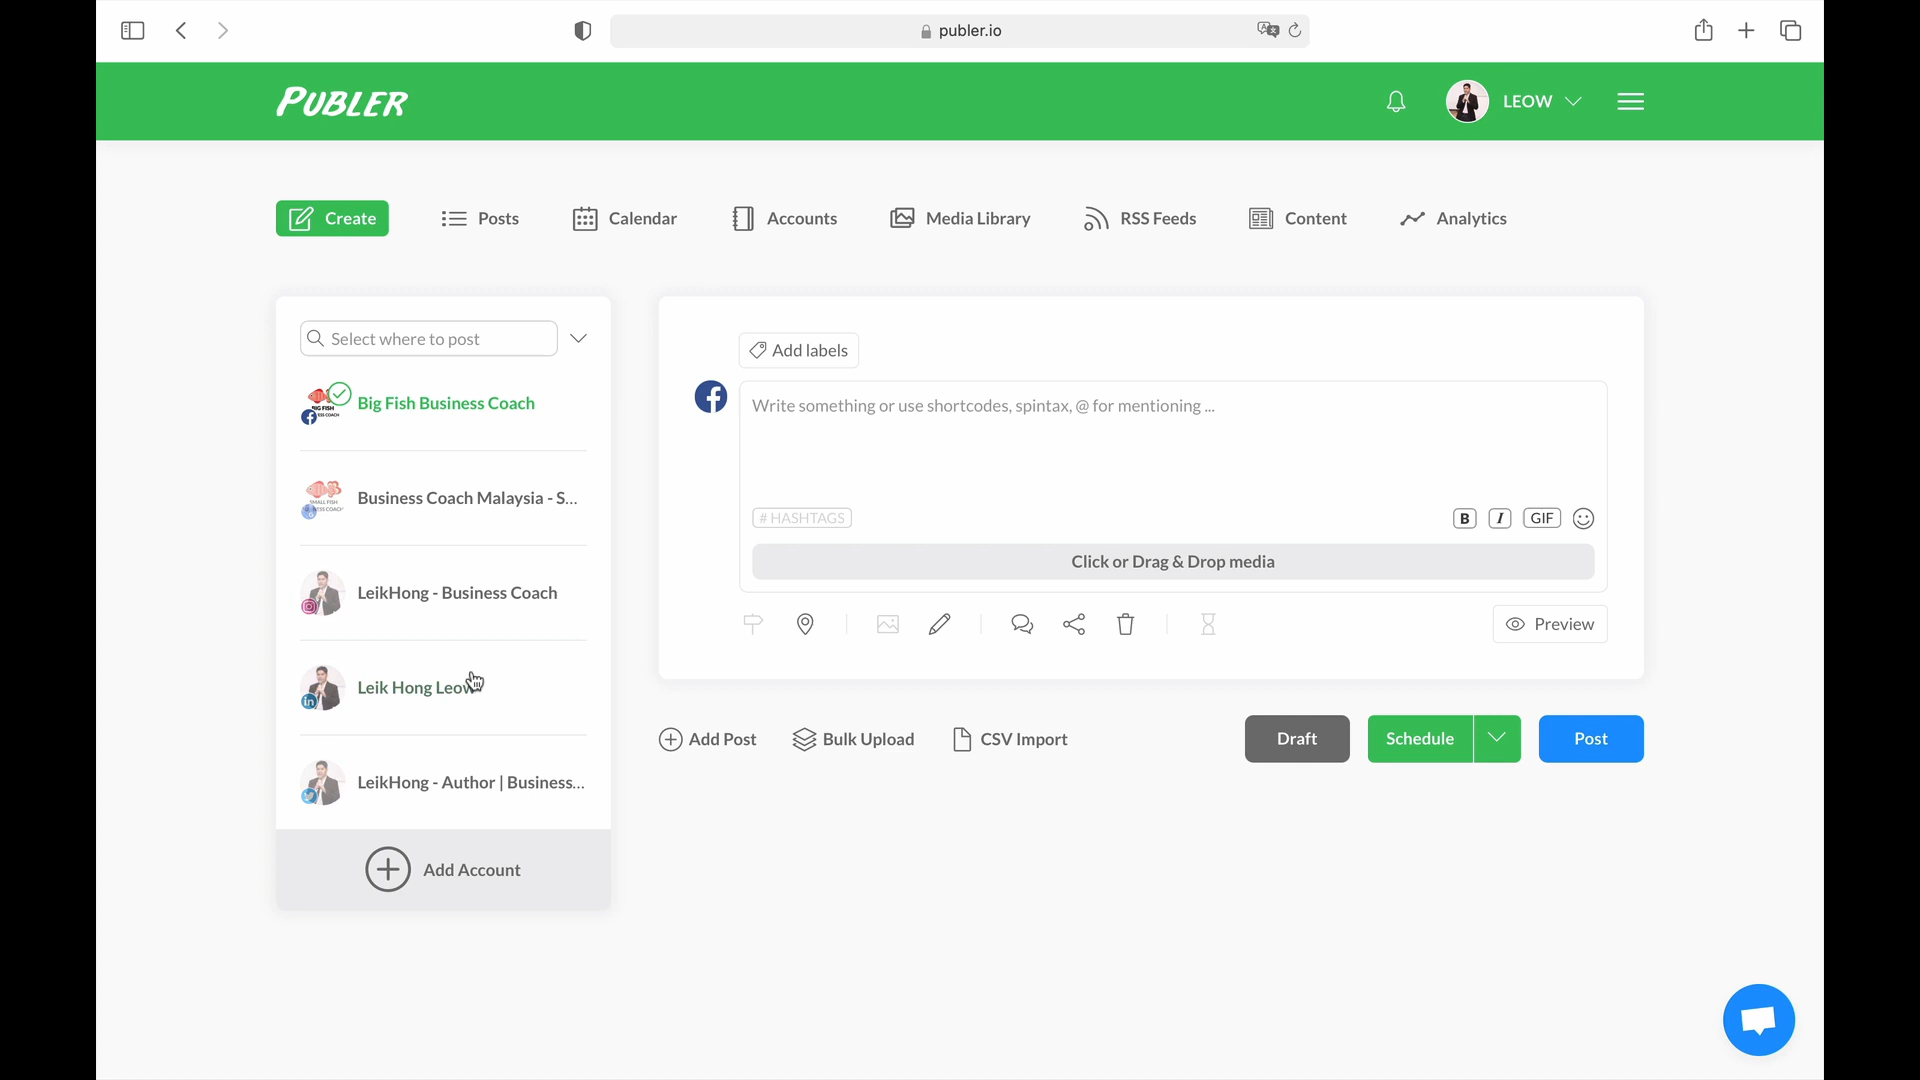 publer.io
PUBLER
LEOW
Create
Posts
Calendar
Accounts
Media Library
RSS Feeds
Content
Analytics
Select where to post
Big Fish Business Coach
Business Coach Malaysia - S...
LeikHong - Business Coach
Leik Hong Leow
LeikHong - Author | Business...
Add Account
Add labels
Write something or use shortcodes, spintax, @ for mentioning ...
# HASHTAGS
B
I
GIF
Click or Drag & Drop media
Preview
Add Post
Bulk Upload
CSV Import
Draft
Schedule
Post